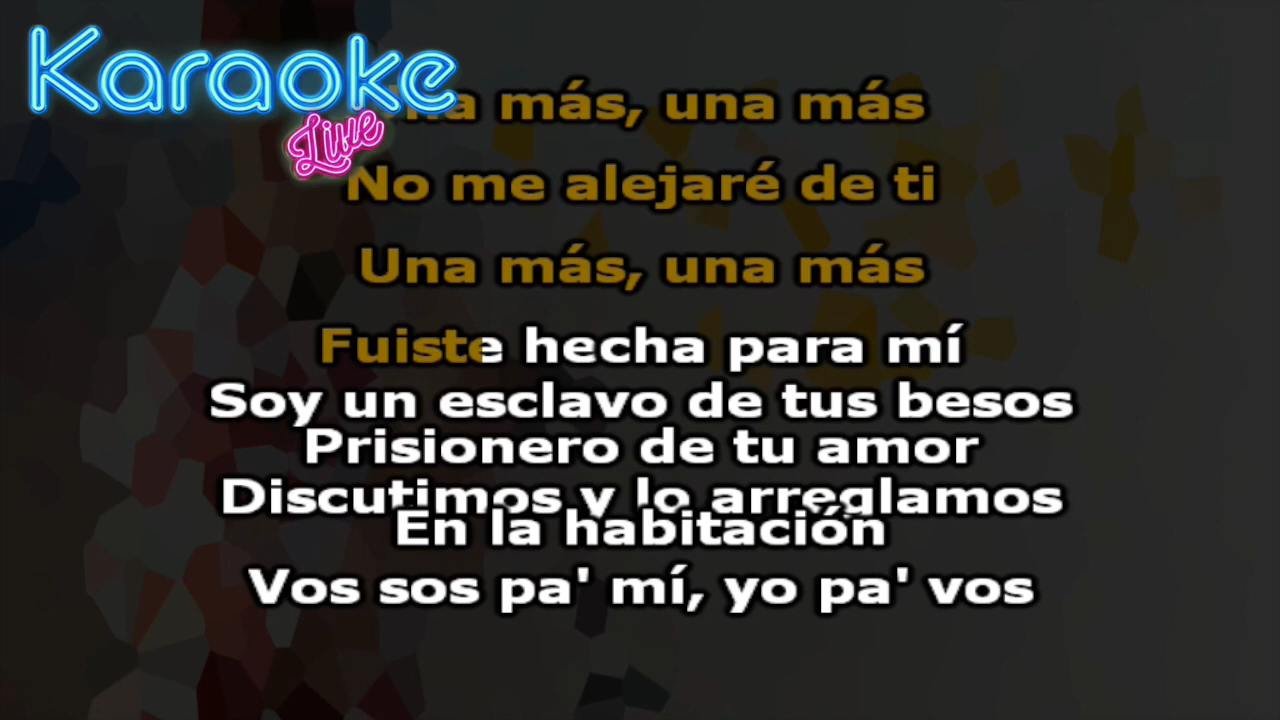 Karaoke
Live
Una más, una más
No me alejaré de ti
Una más, una más
Fuiste hecha para mí
Soy un esclavo de tus besos
Prisionero de tu amor
Discutimos y lo arreglamos
En la habitación
Vos sos pa' mí, yo pa' vos